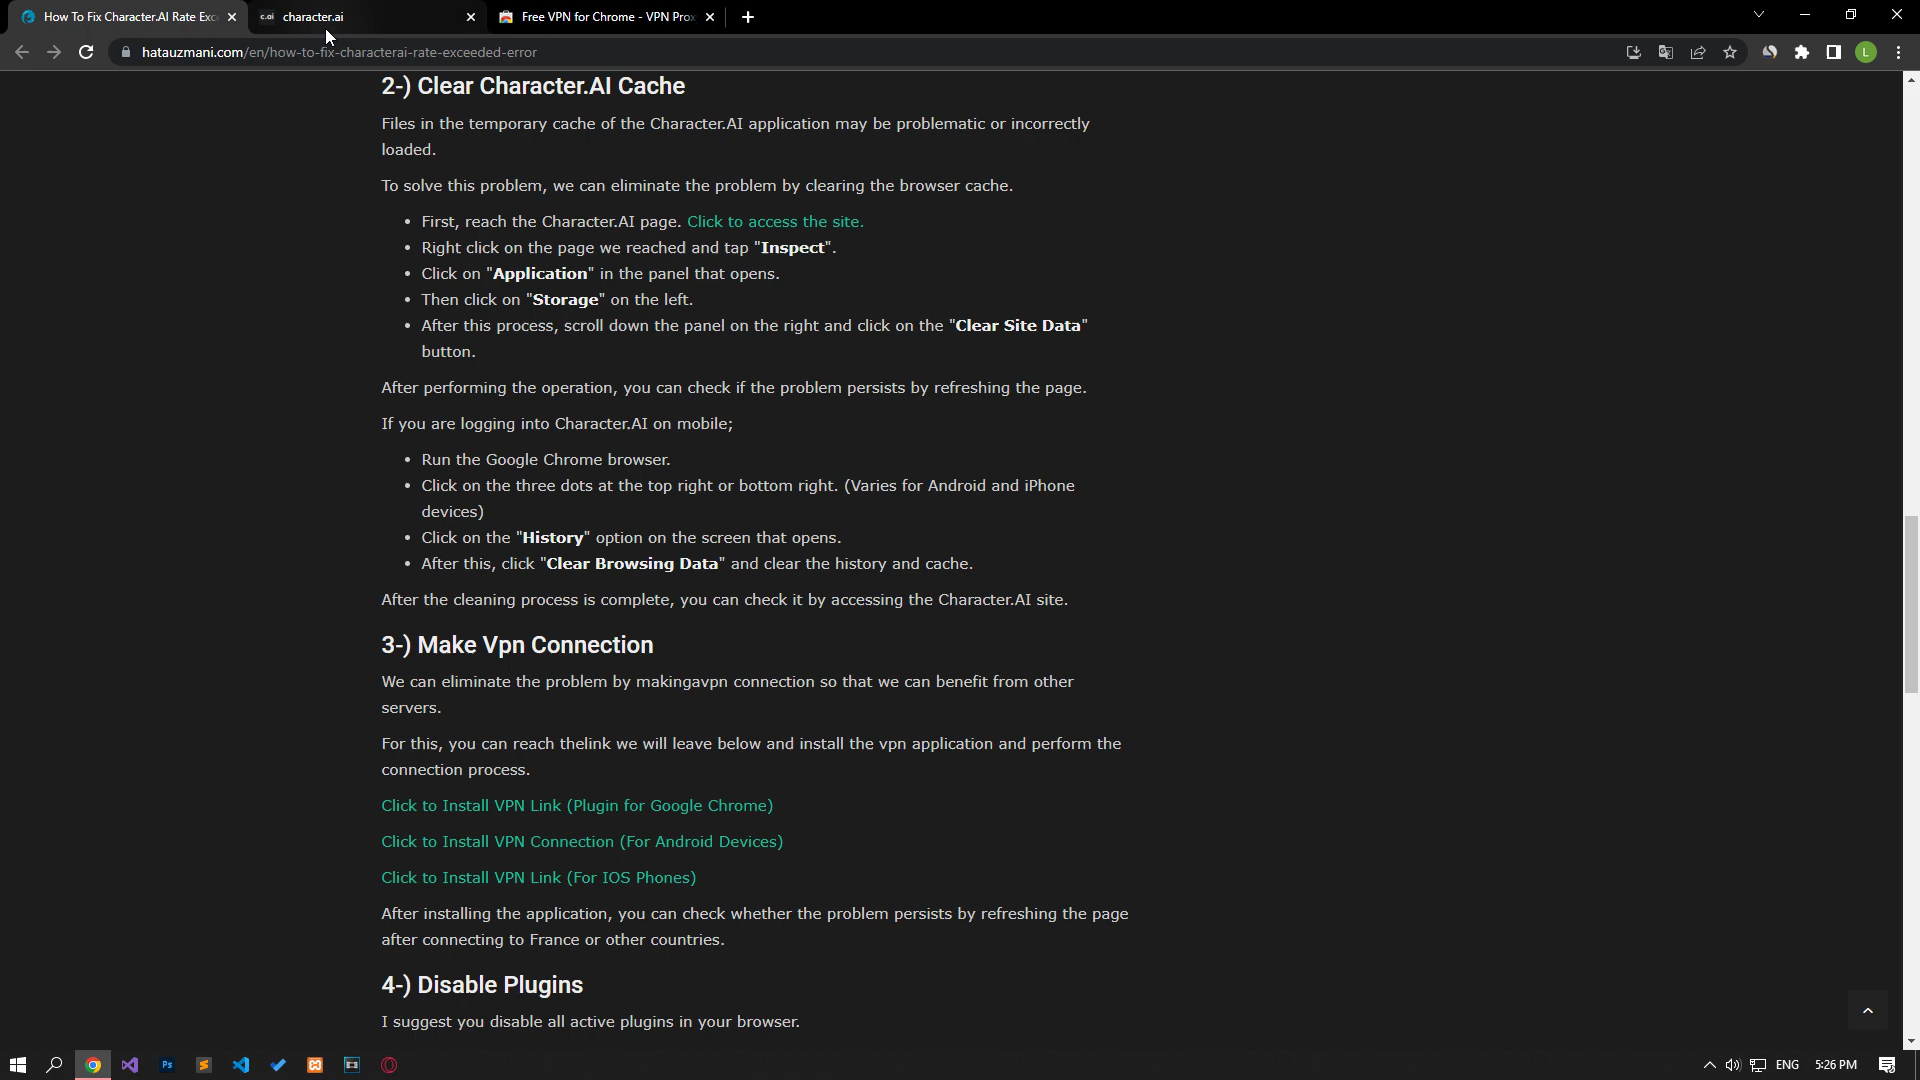 How To Fix Character.AI Rate Exc
character.ai
Free VPN for Chrome - VPN Prox
hatauzmani.com/en/how-to-fix-characterai-rate-exceeded-error
L
2-) Clear Character.AI Cache
Files in the temporary cache of the Character.AI application may be problematic or incorrectly
loaded.
To solve this problem, we can eliminate the problem by clearing the browser cache.
• First, reach the Character.AI page. Click to access the site.
• Right click on the page we reached and tap "Inspect".
• Click on "Application" in the panel that opens.
• Then click on "Storage" on the left.
• After this process, scroll down the panel on the right and click on the "Clear Site Data"
button.
After performing the operation, you can check if the problem persists by refreshing the page.
If you are logging into Character.AI on mobile;
• Run the Google Chrome browser.
• Click on the three dots at the top right or bottom right. (Varies for Android and iPhone
devices)
• Click on the "History" option on the screen that opens.
• After this, click "Clear Browsing Data" and clear the history and cache.
After the cleaning process is complete, you can check it by accessing the Character.AI site.
3-) Make Vpn Connection
We can eliminate the problem by makingavpn connection so that we can benefit from other
servers.
For this, you can reach thelink we will leave below and install the vpn application and perform the
connection process.
Click to Install VPN Link (Plugin for Google Chrome)
Click to Install VPN Connection (For Android Devices)
Click to Install VPN Link (For IOS Phones)
After installing the application, you can check whether the problem persists by refreshing the page
after connecting to France or other countries.
4-) Disable Plugins
I suggest you disable all active plugins in your browser.
ENG
5:26 PM